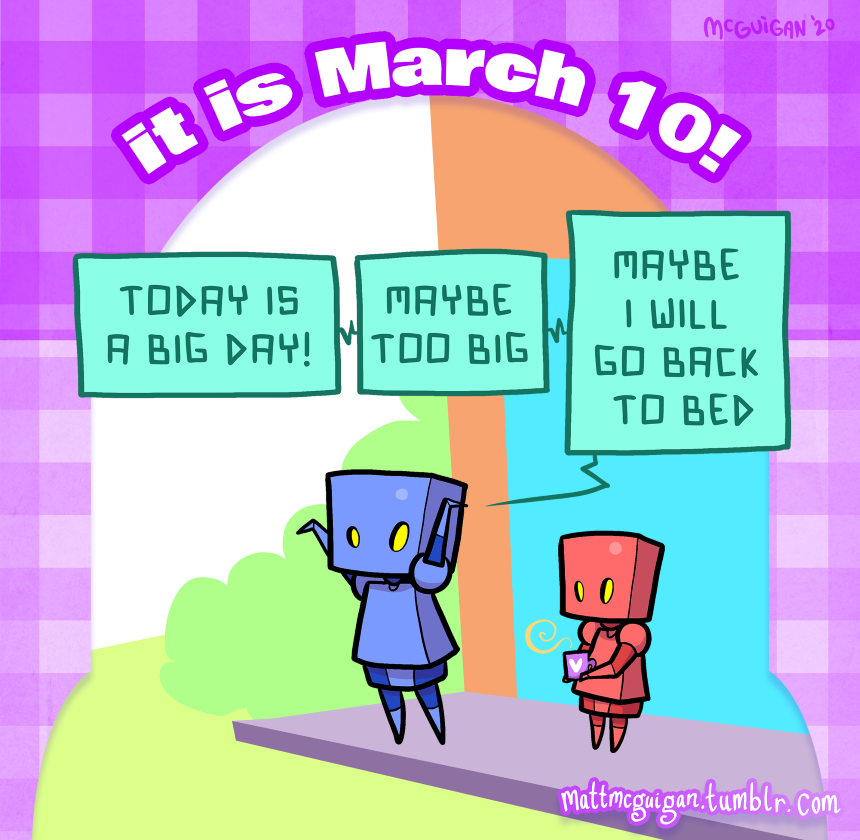 McGUiGAN '20
it is March 10!
TODAY IS
A BIG DAY!
MAYBE
TOO BIG
MAYBE
I WILL
GO BACK
TO BED
mattmcguigan.tumblr.com